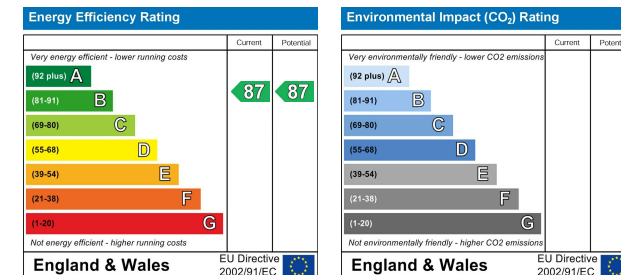 Energy Efficiency Rating
Current Potential
Very energy efficient - lower running costs
(92 plus) A
(81-91) B
87 87
(69-80) C
(55-68) D
(39-54) E
(21-38) F
(1-20) G
Not energy efficient - higher running costs
England & Wales
EU Directive
2002/91/EC
Environmental Impact (CO₂) Rating
Current Potent
Very environmentally friendly - lower CO2 emissions
(92 plus) A
(81-91) B
(69-80) C
(55-68) D
(39-54) E
(21-38) F
(1-20) G
Not environmentally friendly - higher CO2 emissions
England & Wales
EU Directive
2002/91/EC